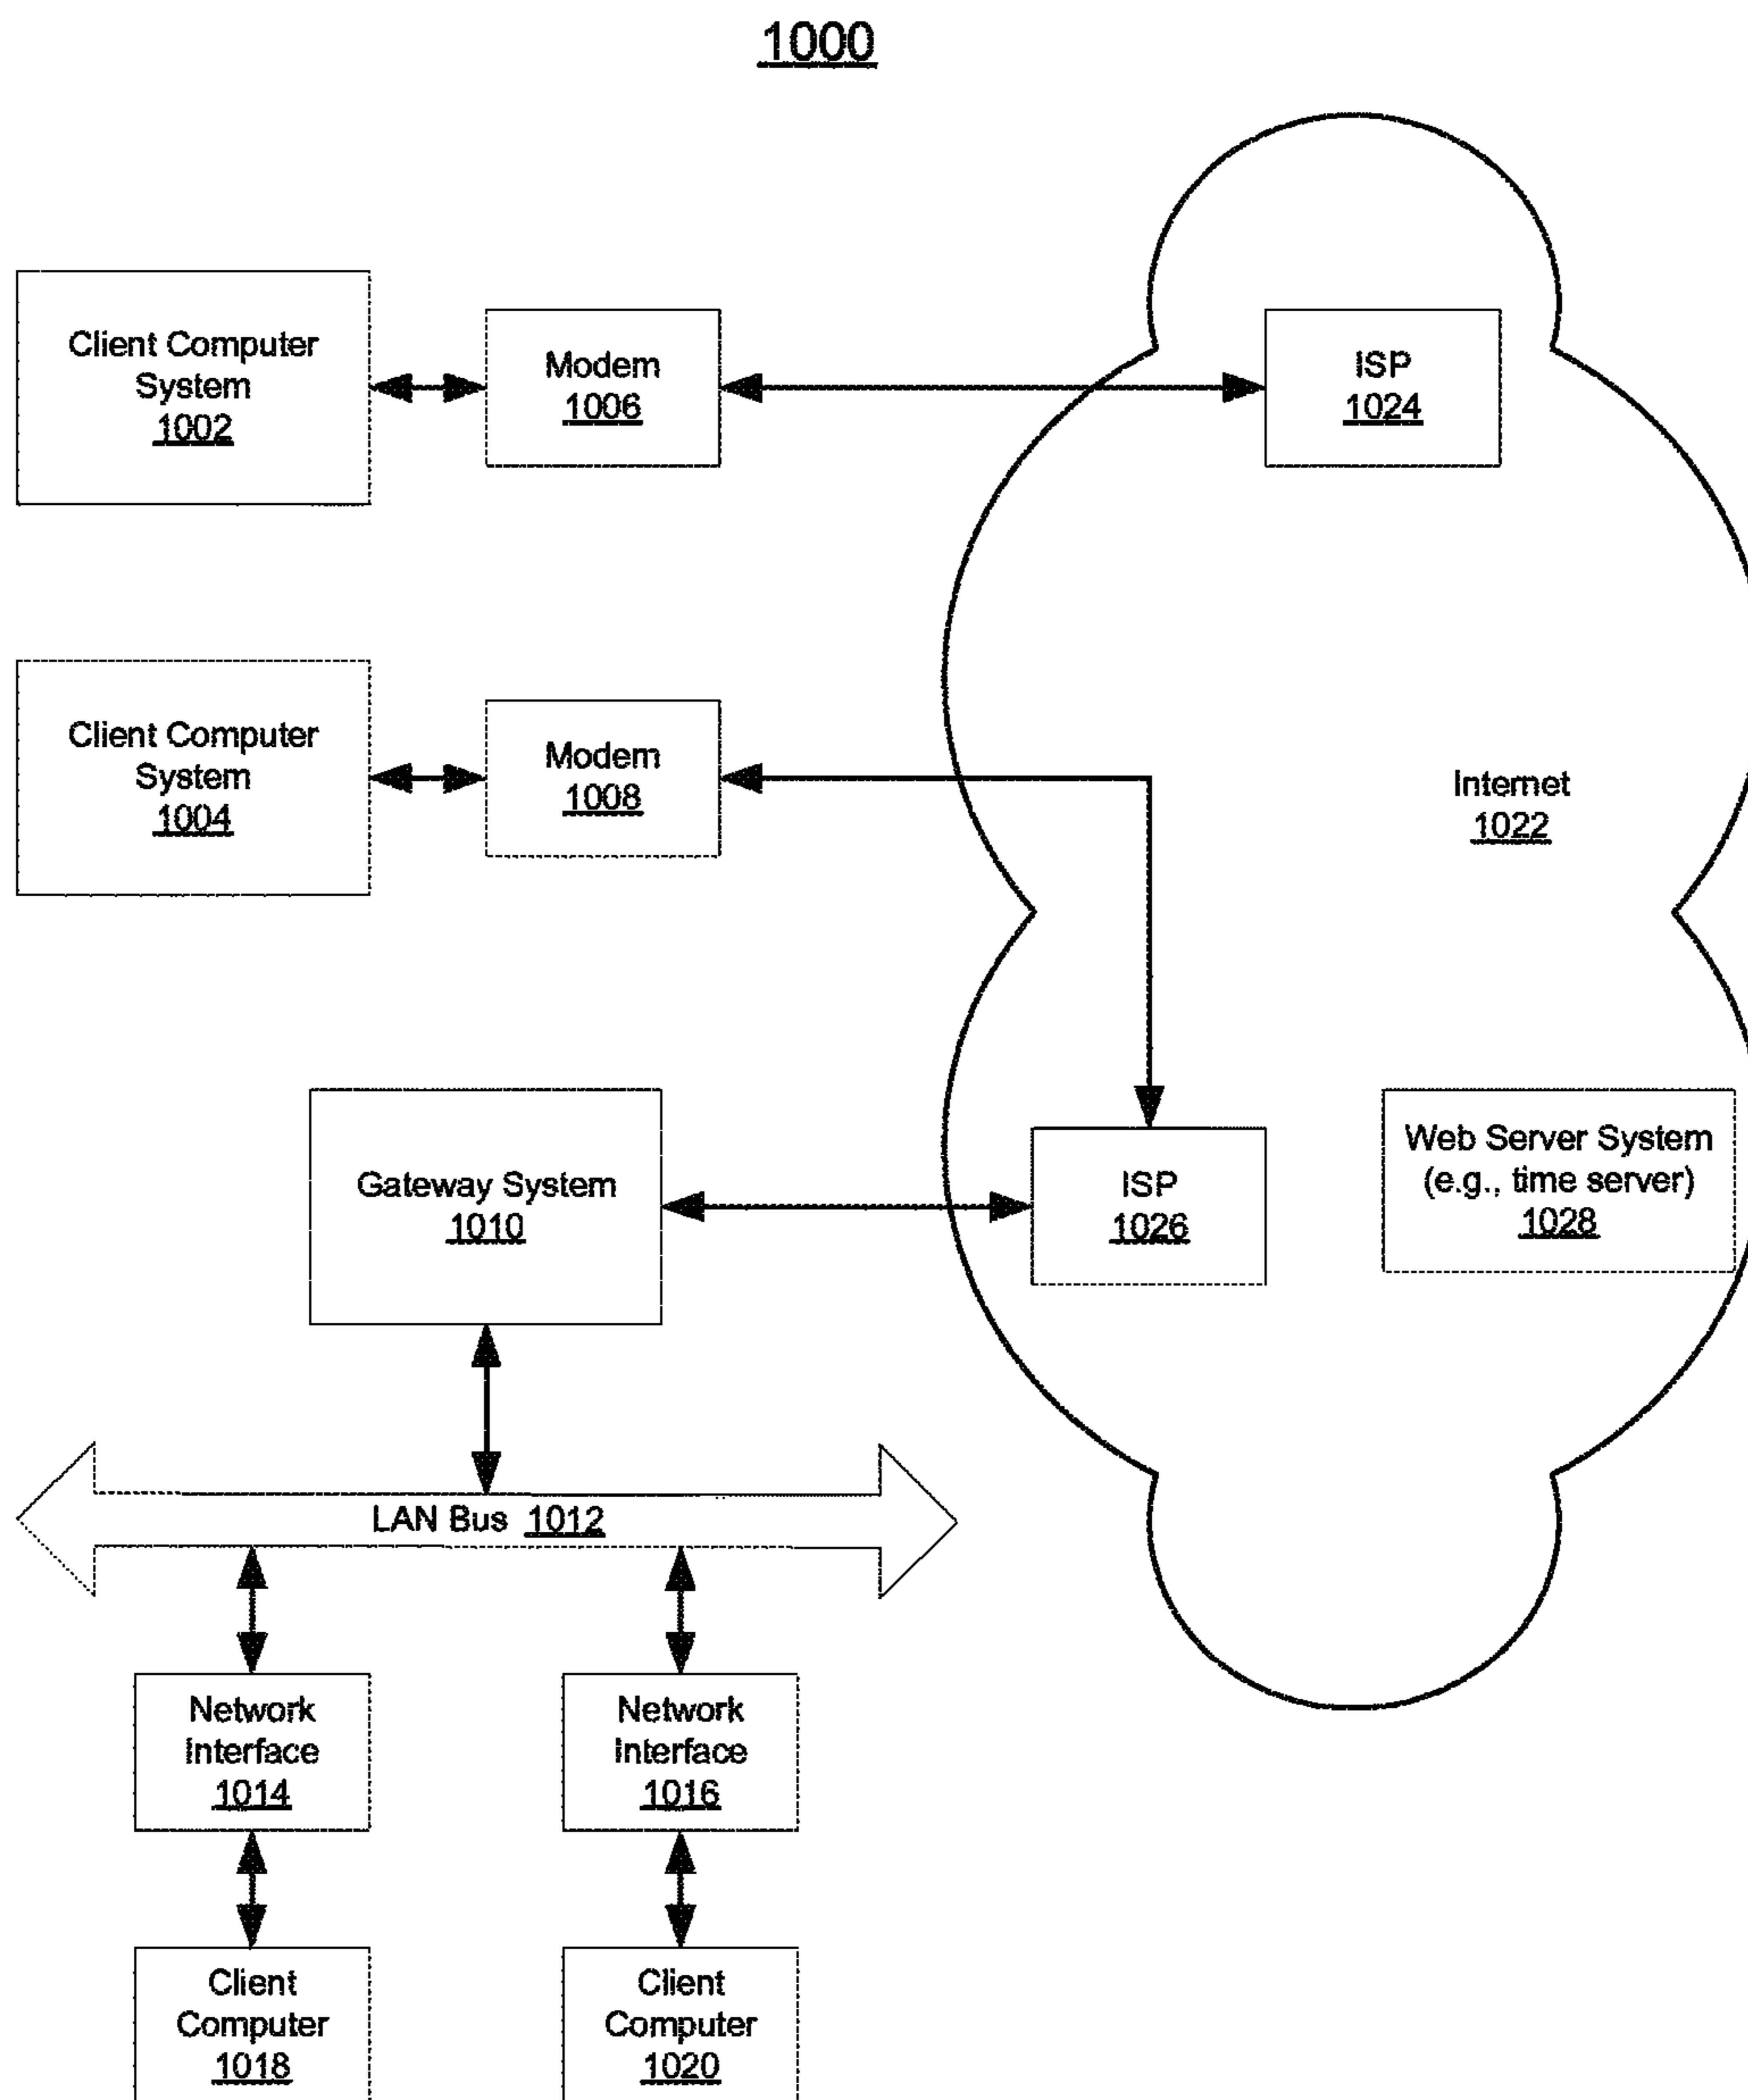 1000
Client Computer
System
1002
Modem
1006
ISP
1024
Client Computer
System
1004
Modem
1008
Internet
1022
Gateway System
1010
ISP
1026
Web Server System
(e.g., time server)
1028
LAN Bus 1012
Network
Interface
1014
Network
Interface
1016
Client
Computer
1018
Client
Computer
1020